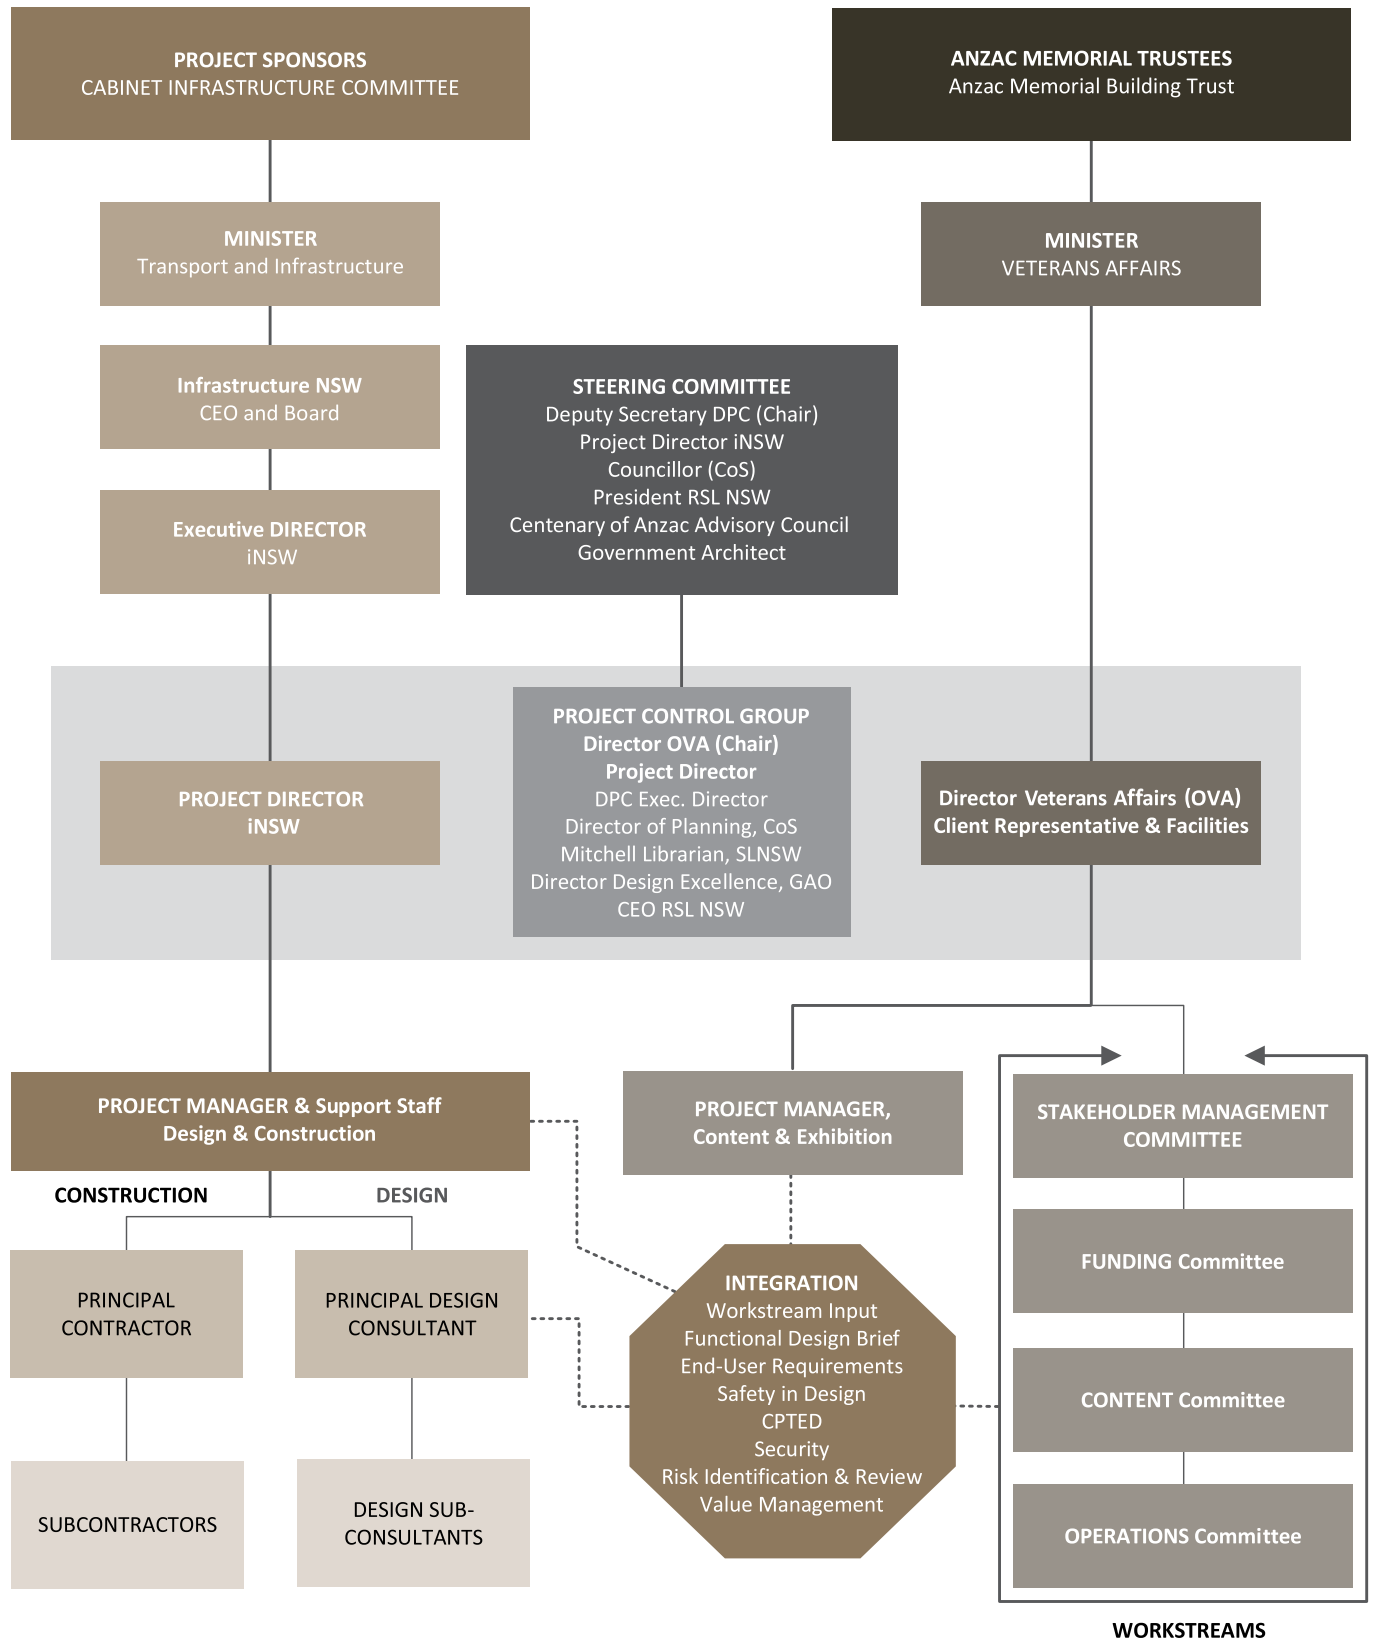 PROJECT SPONSORS
CABINET INFRASTRUCTURE COMMITTEE
ANZAC MEMORIAL TRUSTEES
Anzac Memorial Building Trust
MINISTER
Transport and Infrastructure
MINISTER
VETERANS AFFAIRS
Infrastructure NSW
CEO and Board
STEERING COMMITTEE
Deputy Secretary DPC (Chair)
Project Director iNSW
Councillor (CoS)
President RSL NSW
Centenary of Anzac Advisory Council
Government Architect
Executive DIRECTOR
iNSW
PROJECT CONTROL GROUP
Director OVA (Chair)
Project Director
DPC Exec. Director
Director of Planning, CoS
Mitchell Librarian, SLNSW
Director Design Excellence, GAO
CEO RSL NSW
PROJECT DIRECTOR
iNSW
Director Veterans Affairs (OVA)
Client Representative & Facilities
PROJECT MANAGER & Support Staff
Design & Construction
PROJECT MANAGER,
Content & Exhibition
STAKEHOLDER MANAGEMENT
COMMITTEE
CONSTRUCTION
DESIGN
PRINCIPAL
CONTRACTOR
PRINCIPAL DESIGN
CONSULTANT
INTEGRATION
Workstream Input
Functional Design Brief
End-User Requirements
Safety in Design
CPTED
Security
Risk Identification & Review
Value Management
FUNDING Committee
CONTENT Committee
OPERATIONS Committee
SUBCONTRACTORS
DESIGN SUB-
CONSULTANTS
WORKSTREAMS